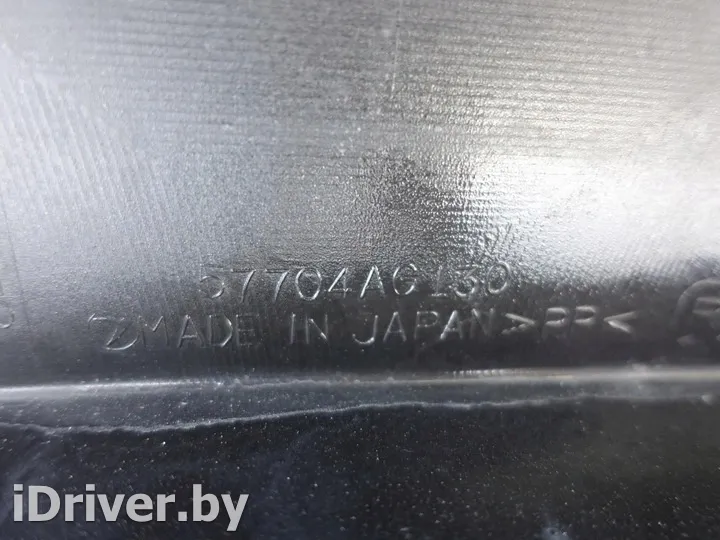 57704AG130
MADE IN JAPAN >PP<
iDriver.by